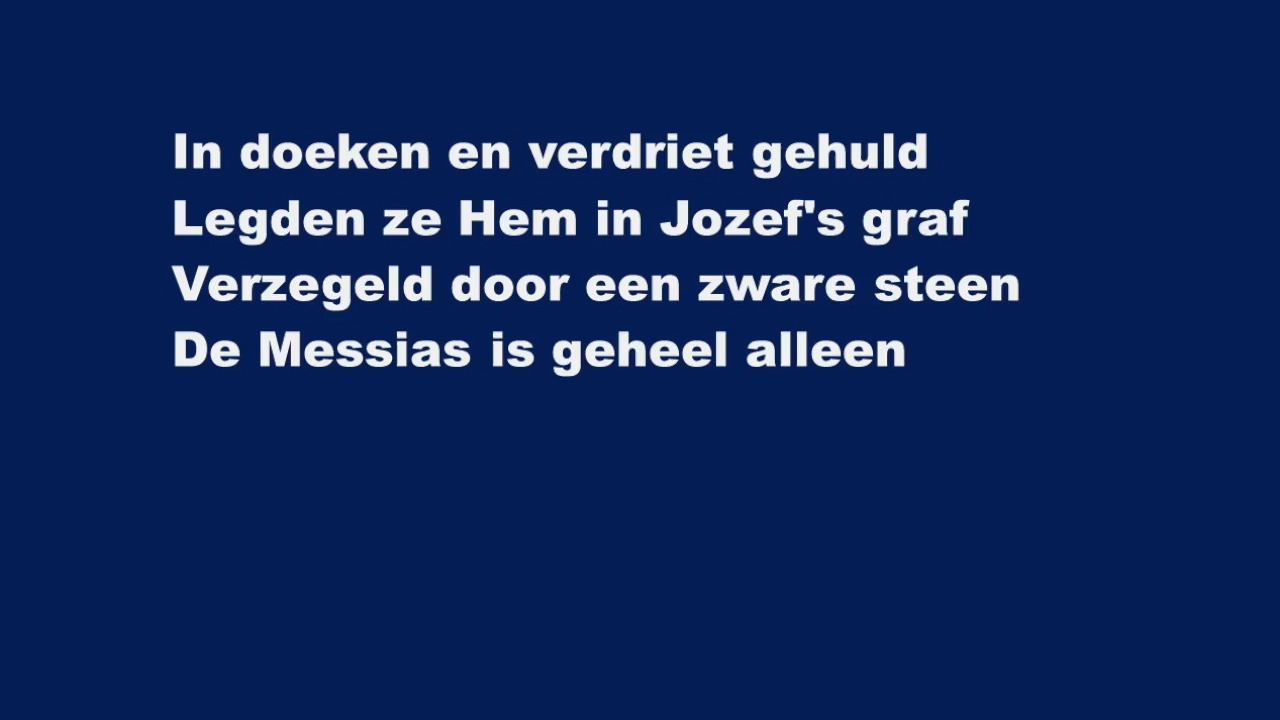 In doeken en verdriet gehuld
Legden ze Hem in Jozef's graf
Verzegeld door een zware steen
De Messias is geheel alleen